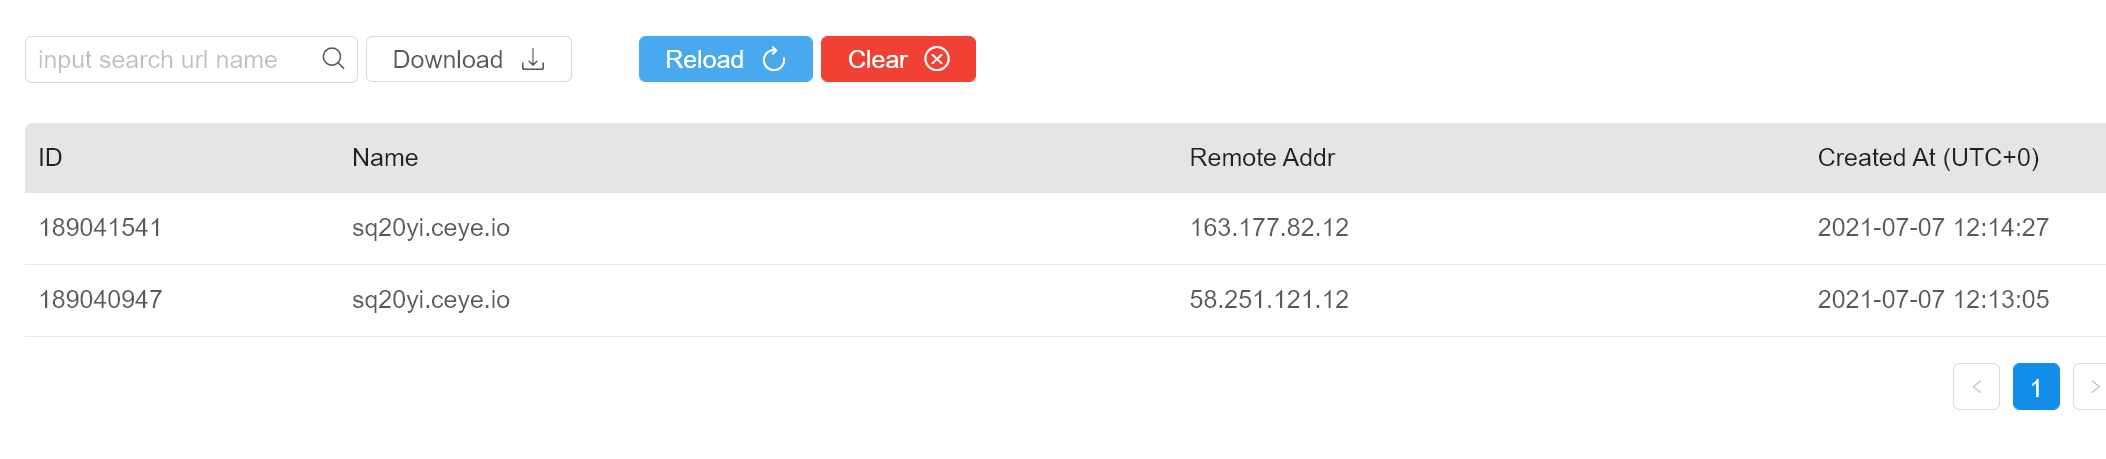 input search url name Download Reload Clear
ID Name Remote Addr Created At (UTC+0)
189041541 sq20yi.ceye.io 163.177.82.12 2021-07-07 12:14:27
189040947 sq20yi.ceye.io 58.251.121.12 2021-07-07 12:13:05
< 1 >